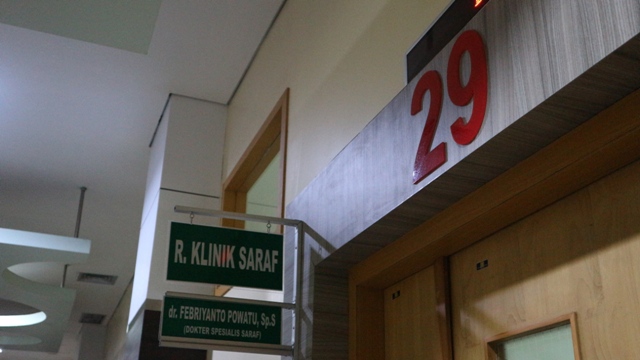 29
R. KLINIK SARAF
dr. FEBRIYANTO POWATU, Sp.S
(DOKTER SPESIALIS SARAF)